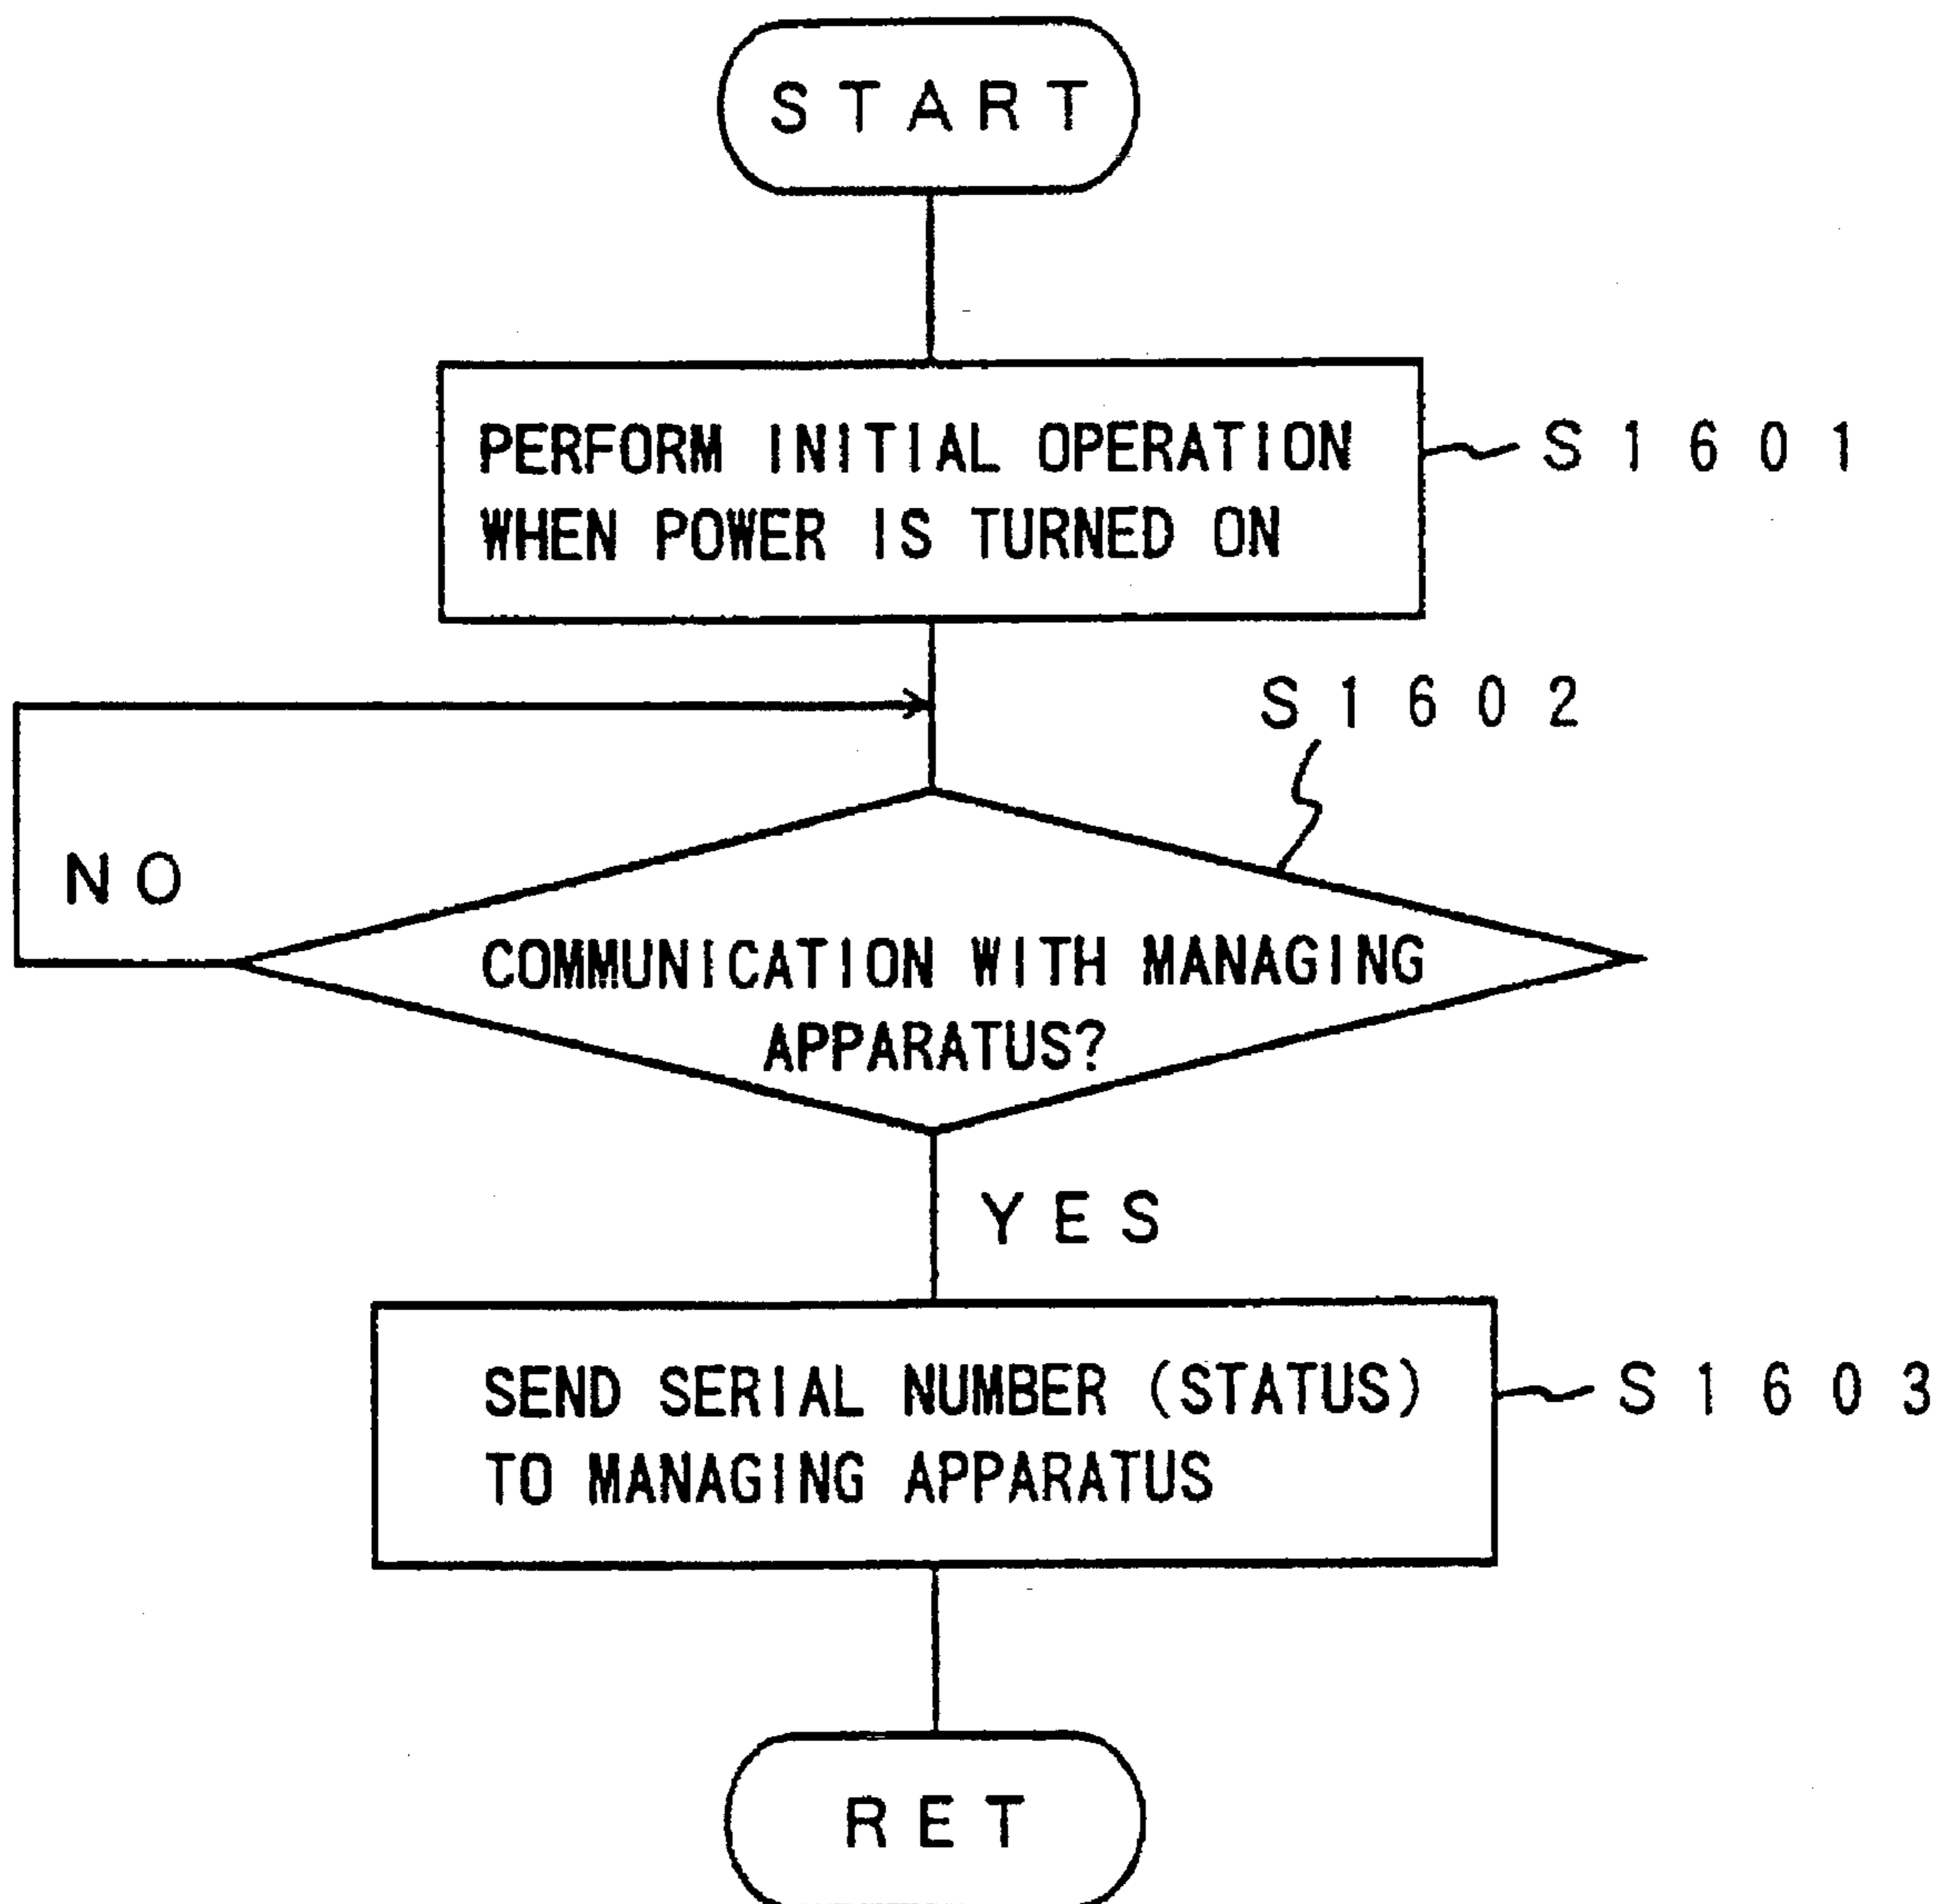 START
PERFORM INITIAL OPERATION
WHEN POWER IS TURNED ON
S1601
S1602
NO
COMMUNICATION WITH MANAGING
APPARATUS?
YES
SEND SERIAL NUMBER (STATUS)
TO MANAGING APPARATUS
S1603
RET